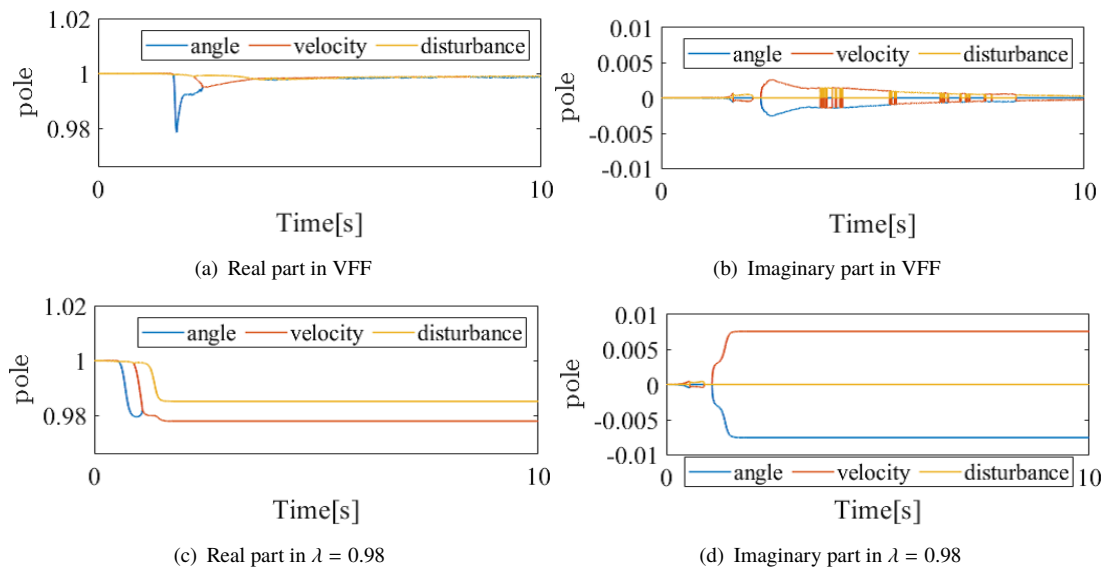 1.02
1
0.98
pole
angle velocity disturbance
0 10
Time[s]
(a) Real part in VFF
0.01
0.005
0
-0.005
-0.01
pole
angle velocity disturbance
0 10
Time[s]
(b) Imaginary part in VFF
1.02
1
0.98
pole
angle velocity disturbance
0 10
Time[s]
(c) Real part in λ = 0.98
0.01
0.005
0
-0.005
-0.01
pole
angle velocity disturbance
0 10
Time[s]
(d) Imaginary part in λ = 0.98